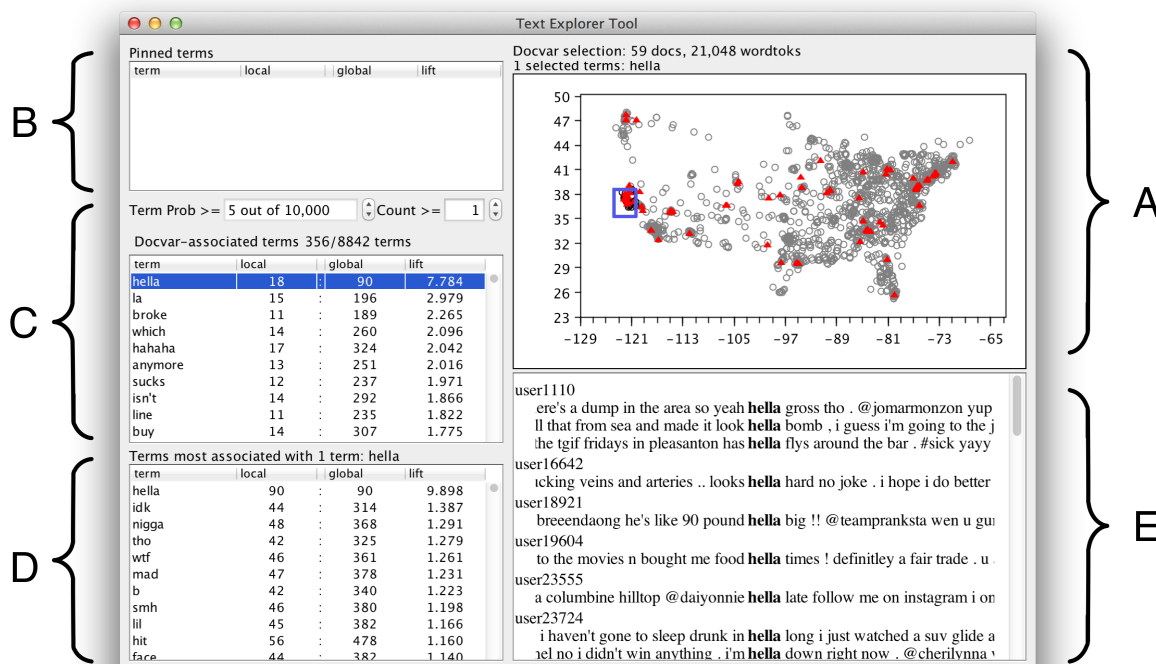 Text Explorer Tool
B
Pinned terms
term local global lift
Term Prob >= 5 out of 10,000 Count >= 1
C
Docvar-associated terms 356/8842 terms
term local global lift
hella 18 : 90 7.784
la 15 : 196 2.979
broke 11 : 189 2.265
which 14 : 260 2.096
hahaha 17 : 324 2.042
anymore 13 : 251 2.016
sucks 12 : 237 1.971
isn't 14 : 292 1.866
line 11 : 235 1.822
buy 14 : 307 1.775
D
Terms most associated with 1 term: hella
term local global lift
hella 90 : 90 9.898
idk 44 : 314 1.387
nigga 48 : 368 1.291
tho 42 : 325 1.279
wtf 46 : 361 1.261
mad 47 : 378 1.231
b 42 : 340 1.223
smh 46 : 380 1.198
lil 45 : 382 1.166
hit 56 : 478 1.160
face 44 : 382 1.140
Docvar selection: 59 docs, 21,048 wordtoks
1 selected terms: hella
A
50
47
44
41
38
35
32
29
26
23
-129 -121 -113 -105 -97 -89 -81 -73 -65
E
user1110
ere's a dump in the area so yeah hella gross tho . @jomarmonzon yup
ll that from sea and made it look hella bomb , i guess i'm going to the j
the tgif fridays in pleasanton has hella flys around the bar . #sick yayy
user16642
ucking veins and arteries .. looks hella hard no joke . i hope i do better
user18921
breeendaong he's like 90 pound hella big !! @teampranksta wen u gu
user19604
to the movies n bought me food hella times ! definitley a fair trade . u .
user23555
a columbine hilltop @daiyonnie hella late follow me on instagram i on
user23724
i haven't gone to sleep drunk in hella long i just watched a suv glide a
nel no i didn't win anything . i'm hella down right now . @cherilynna